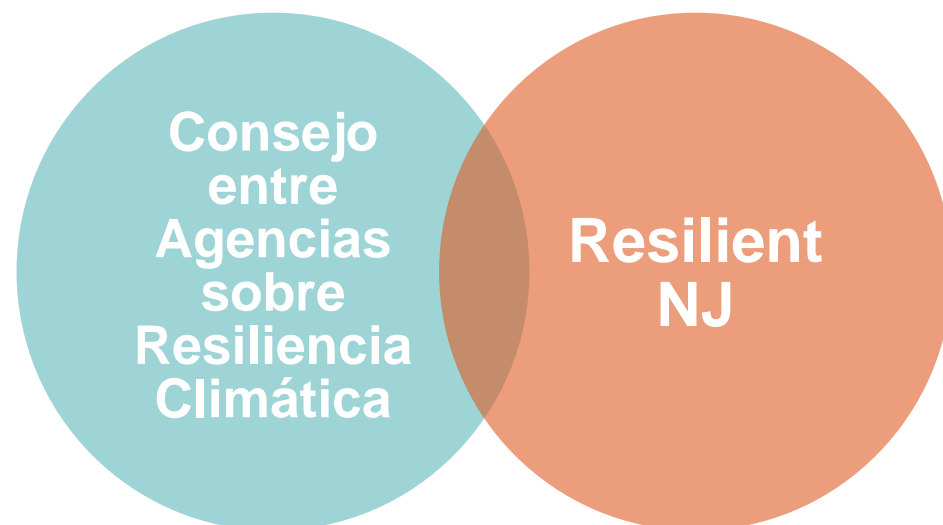 Consejo
entre
Agencias
sobre
Resiliencia
Climática
Resilient
NJ